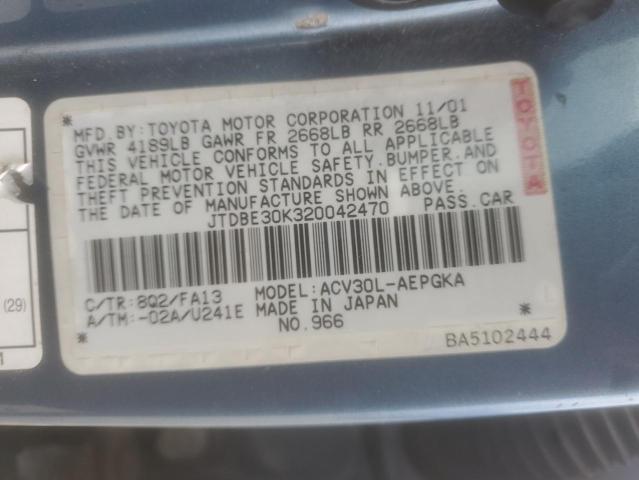 MFD.BY:TOYOTA MOTOR CORPORATION 11/01
GVWR 4189LB GAWR FR 2668LB RR 2668LB
THIS VEHICLE CONFORMS TO ALL APPLICABLE
FEDERAL MOTOR VEHICLE SAFETY.BUMPER.AND
THEFT PREVENTION STANDARDS IN EFFECT ON
THE DATE OF MANUFACTURE SHOWN ABOVE.
JTDBE30K320042470 PASS.CAR
C/TR:8Q2/FA13 MODEL:ACV30L-AEPGKA
A/TM:-02A/U241E MADE IN JAPAN
NO.966
BA5102444
TOYOTA
(29)